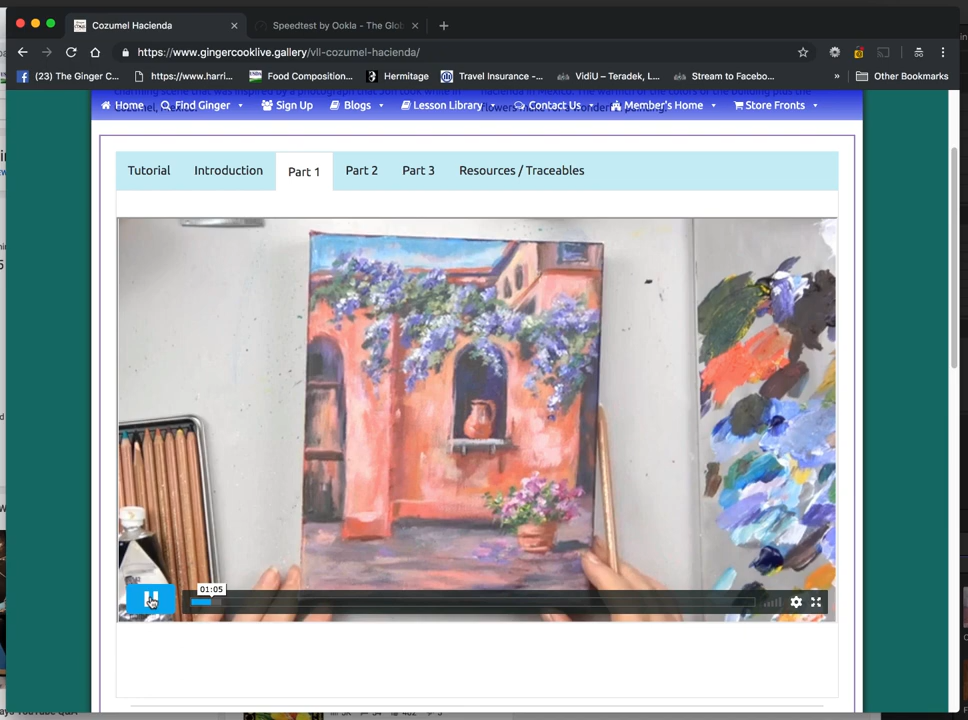 Cozumel Hacienda
Speedtest by Ookla - The Glob
https://www.gingercooklive.gallery/vll-cozumel-hacienda/
(23) The Ginger C... https://www.harri... Food Composition... Hermitage Travel Insurance -... VidiU – Teradek, L... Stream to Facebo... » Other Bookmarks
Home Find Ginger Sign Up Blogs Lesson Library Contact Us Member's Home Store Fronts
Tutorial Introduction Part 1 Part 2 Part 3 Resources / Traceables
01:05